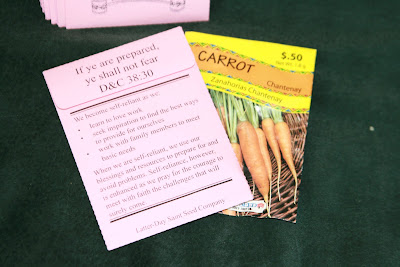 If ye are prepared,
ye shall not fear
D&C 38:30
We become self-reliant as we:
• learn to love work
• seek inspiration to find the best ways
to provide for ourselves
• work with family members to meet
basic needs
When we are self-reliant, we use our
blessings and resources to prepare for and
avoid problems. Self-reliance, however,
is enhanced as we pray for the courage to
meet with faith the challenges that will
surely come.
Latter-Day Saint Seed Company
$.50
CARROT
Chantenay
Zanahorias Chantenay